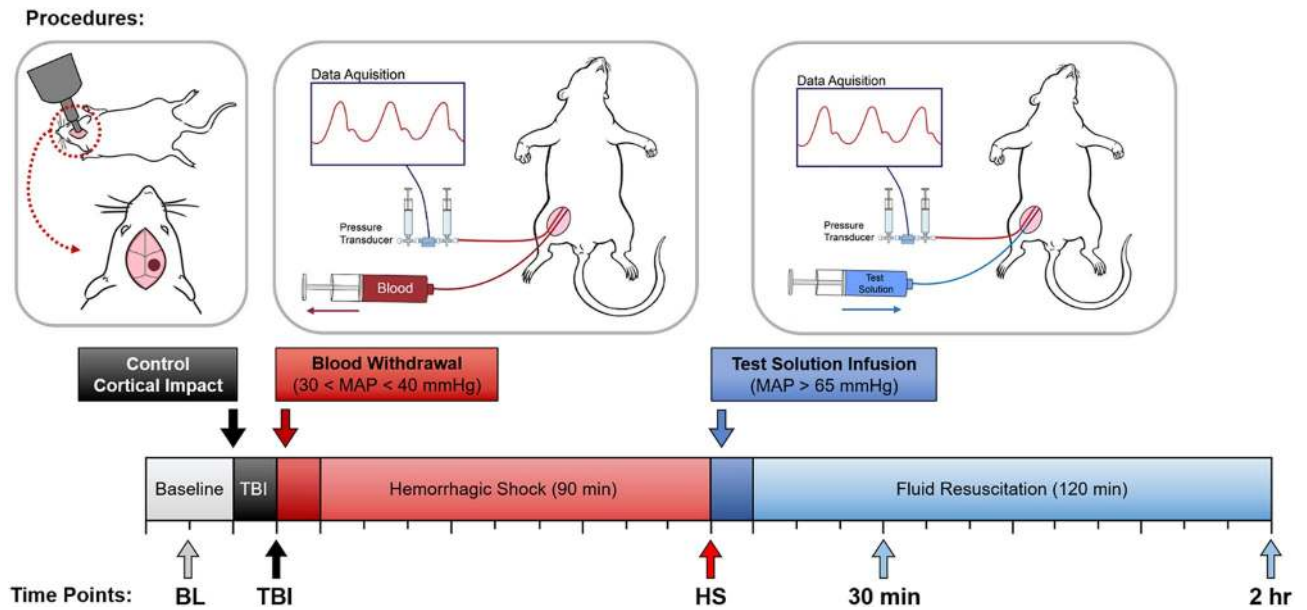 Procedures:
Data Aquisition
Pressure
Transducer
Blood
Data Aquisition
Pressure
Transducer
Test
Solution
Control
Cortical Impact
Blood Withdrawal
(30 < MAP < 40 mmHg)
Test Solution Infusion
(MAP > 65 mmHg)
Baseline
TBI
Hemorrhagic Shock (90 min)
Fluid Resuscitation (120 min)
Time Points:
BL
TBI
HS
30 min
2 hr